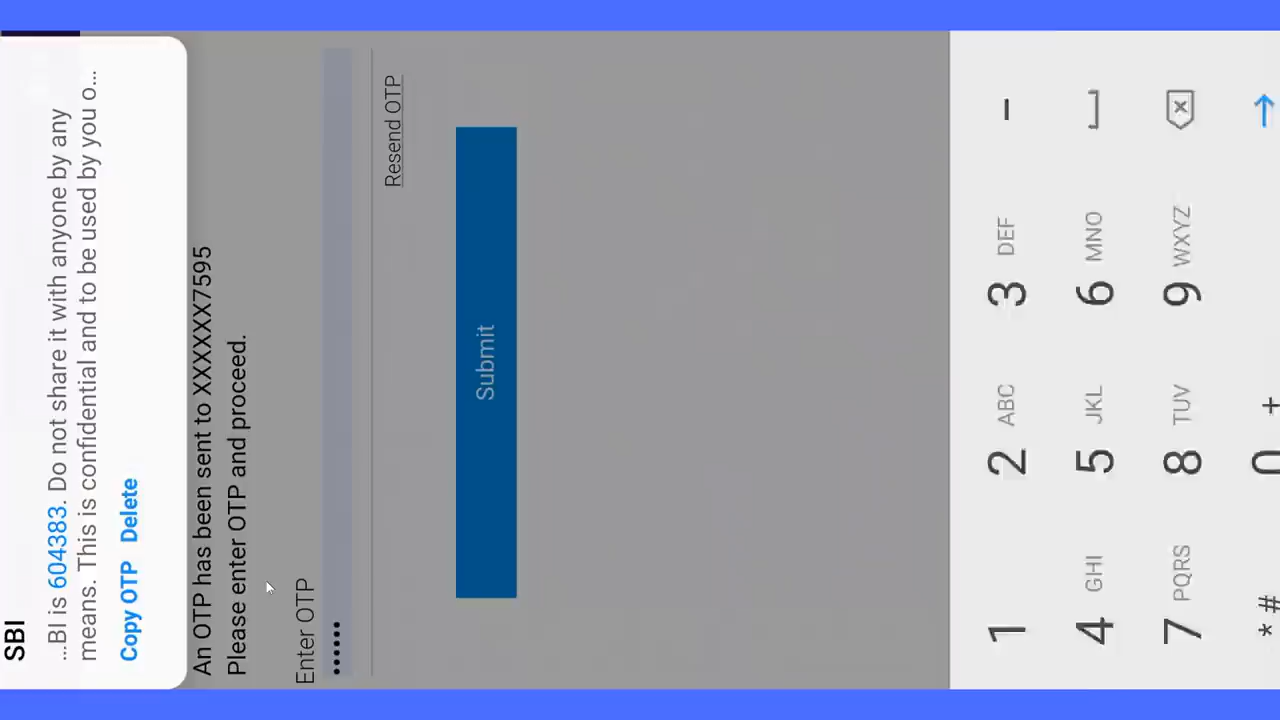 SBI
...BI is 604383. Do not share it with anyone by any
means. This is confidential and to be used by you o...
Copy OTP Delete
An OTP has been sent to XXXXXX7595
Please enter OTP and proceed.
Enter OTP
••••••
Resend OTP
Submit
1 2 ABC 3 DEF –
4 GHI 5 JKL 6 MNO
7 PQRS 8 TUV 9 WXYZ
* # 0 +